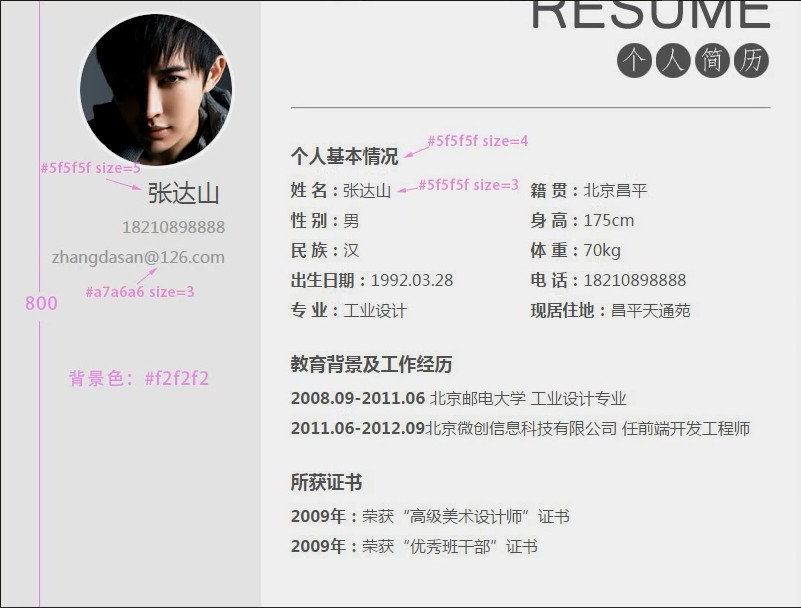 RESUME
个人简历
#5f5f5f size=5
张达山
18210898888
zhangdasan@126.com
#a7a6a6 size=3
800
背景色：#f2f2f2
个人基本情况
#5f5f5f size=4
姓 名：张达山
#5f5f5f size=3
籍 贯：北京昌平
性 别：男
身 高：175cm
民 族：汉
体 重：70kg
出生日期：1992.03.28
电 话：18210898888
专 业：工业设计
现居住地：昌平天通苑
教育背景及工作经历
2008.09-2011.06 北京邮电大学 工业设计专业
2011.06-2012.09北京微创信息科技有限公司 任前端开发工程师
所获证书
2009年：荣获“高级美术设计师”证书
2009年：荣获“优秀班干部”证书